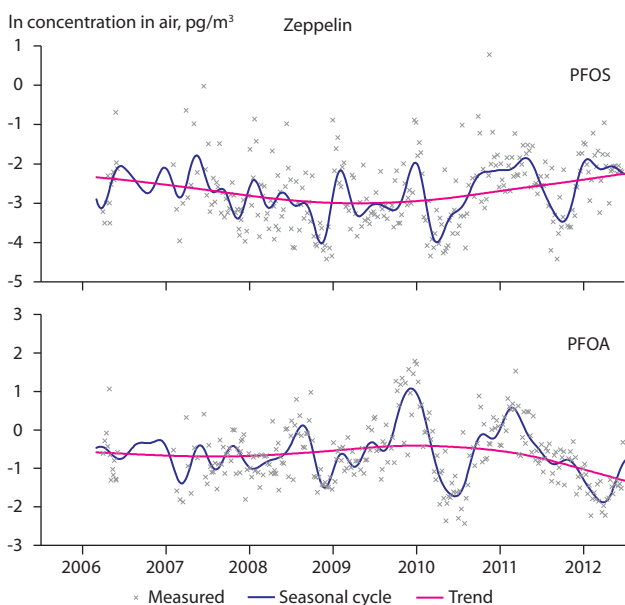 ln concentration in air, pg/m³
Zeppelin
1
PFOS
0
-1
-2
-3
-4
-5
3
PFOA
2
1
0
-1
-2
-3
2006 2007 2008 2009 2010 2011 2012
× Measured — Seasonal cycle — Trend